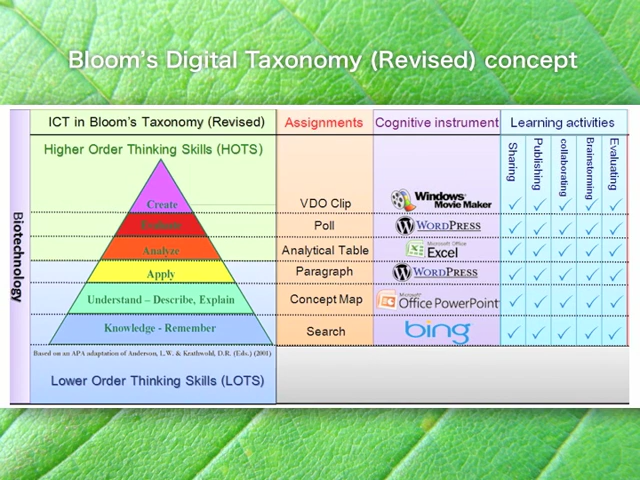 Bloom's Digital Taxonomy (Revised) concept
ICT in Bloom's Taxonomy (Revised) Assignments Cognitive instrument Learning activities
Higher Order Thinking Skills (HOTS)
Sharing
Publishing
collaborating
Brainstorming
Evaluating
Biotechnology
Create VDO Clip Windows Movie Maker
Evaluate Poll WORDPRESS
Analyze Analytical Table Microsoft Office Excel
Apply Paragraph WORDPRESS
Understand – Describe, Explain Concept Map Microsoft Office PowerPoint
Knowledge - Remember Search bing
Based on an APA adaptation of Anderson, L.W. & Krathwohl, D.R. (Eds.) (2001)
Lower Order Thinking Skills (LOTS)